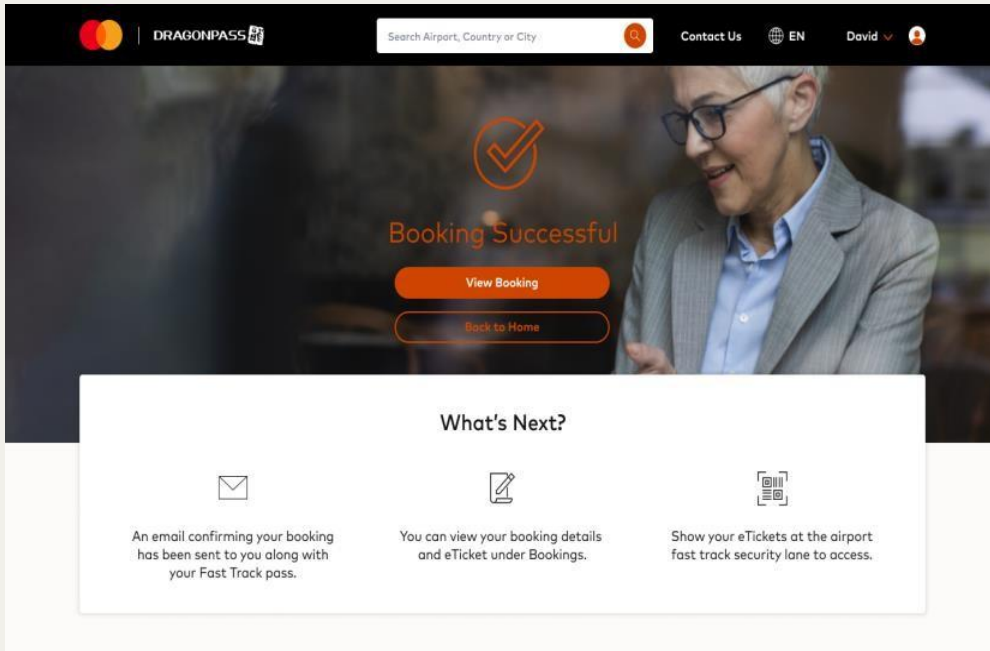 DRAGONPASS
Search Airport, Country or City
Contact Us
EN
David
Booking Successful
View Booking
Back to Home
What's Next?
An email confirming your booking
has been sent to you along with
your Fast Track pass.
You can view your booking details
and eTicket under Bookings.
Show your eTickets at the airport
fast track security lane to access.